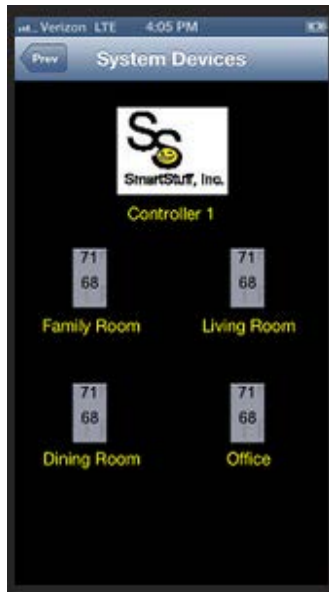 Verizon LTE 4:05 PM
Prev System Devices
SS
SmartStuff, Inc.
Controller 1
71 71
68 68
Family Room Living Room
71 71
68 68
Dining Room Office